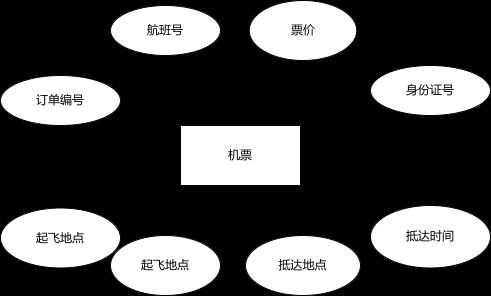 航班号
票价
订单编号
身份证号
机票
起飞地点
起飞地点
抵达地点
抵达时间